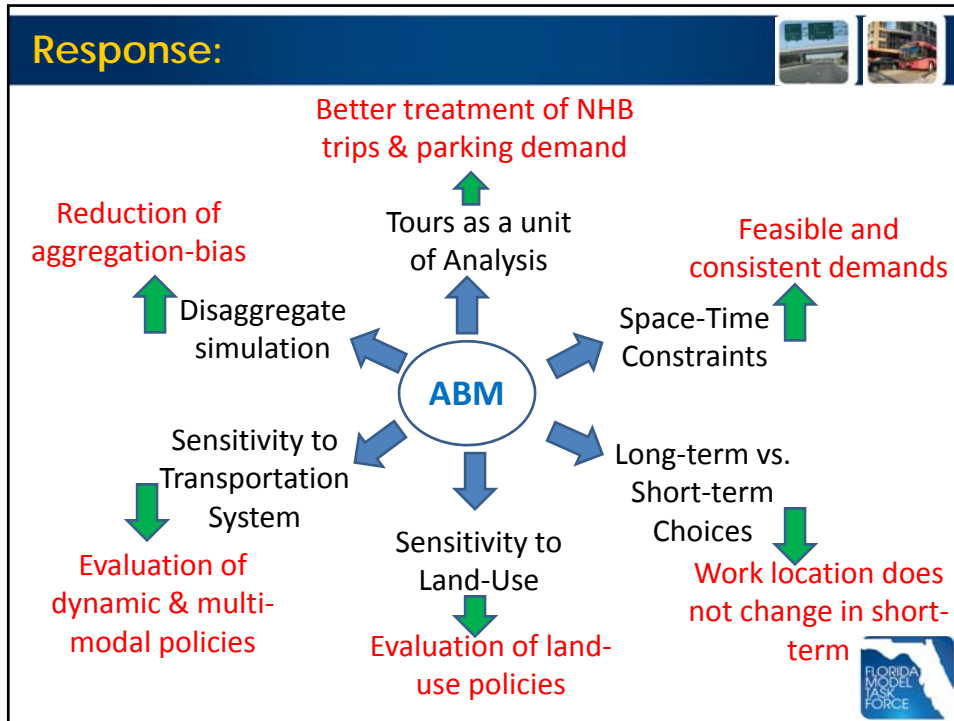 Response:
Better treatment of NHB
trips & parking demand
Reduction of
aggregation-bias
Tours as a unit
of Analysis
Feasible and
consistent demands
Disaggregate
simulation
Space-Time
Constraints
ABM
Sensitivity to
Transportation
System
Long-term vs.
Short-term
Choices
Sensitivity to
Land-Use
Evaluation of
dynamic & multi-
modal policies
Evaluation of land-
use policies
Work location does
not change in short-
term
FLORIDA
MODEL
TASK
FORCE